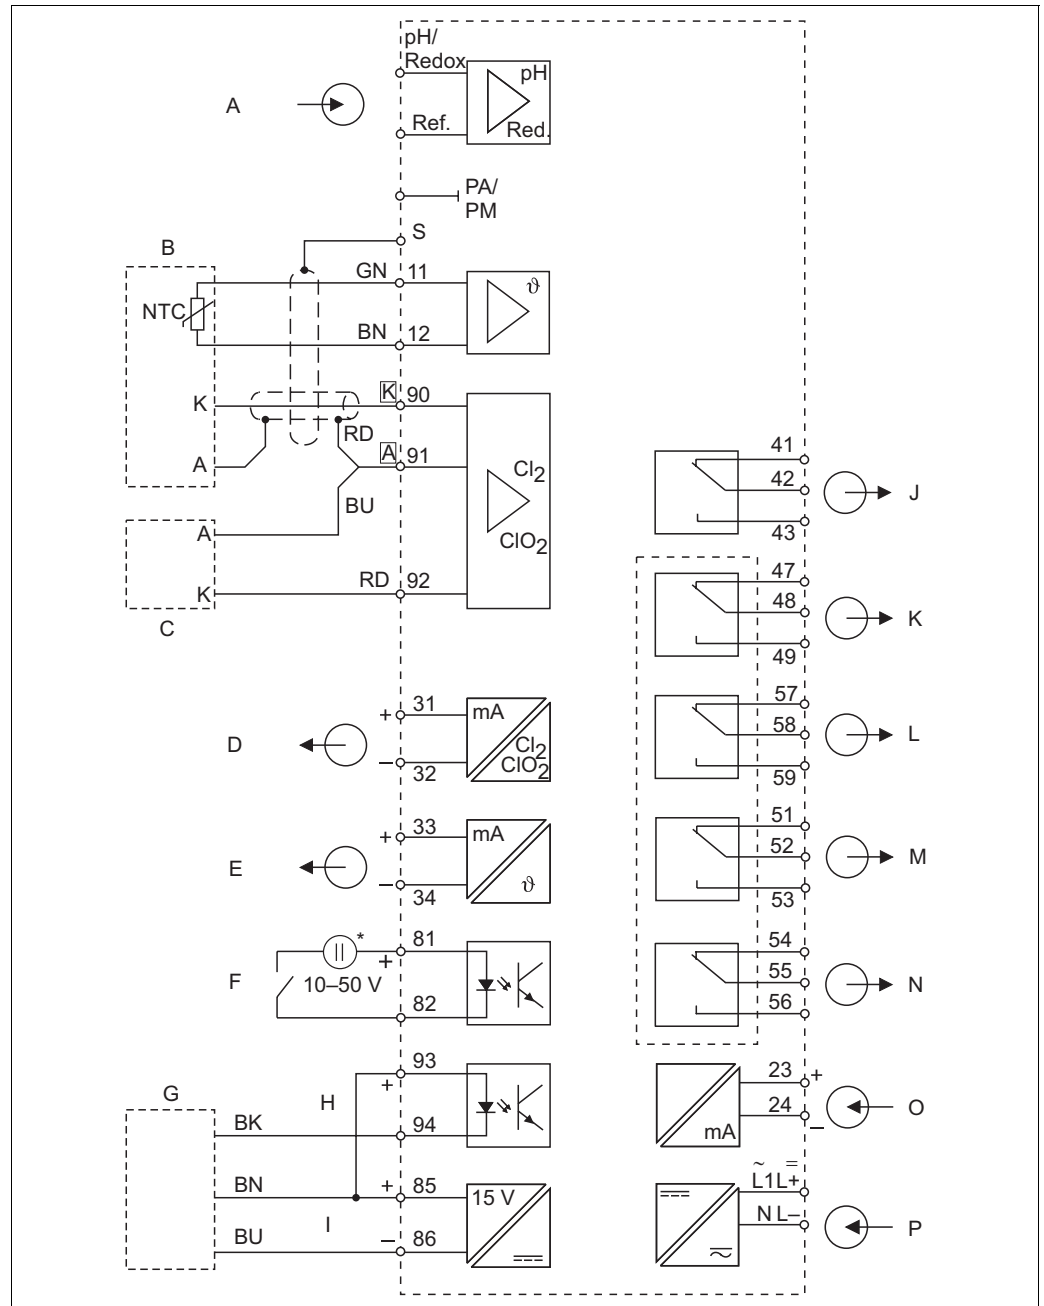 pH/
Redox
pH
A
Ref.
Red.
PA/
PM
S
B
GN 11
ϑ
NTC
BN 12
K
K 90
RD
A
A 91
Cl2
BU
ClO2
A
RD 92
K
C
+ 31
mA
D
Cl2
ClO2
– 32
+ 33
mA
E
ϑ
– 34
81
*
+
F
10–50 V
82
93
+
G
H
BK
94
BN
+ 85
15 V
I
BU
– 86
41
42
J
43
47
48
K
49
57
58
L
59
51
52
M
53
54
55
N
56
23 +
24
O
mA
–
~ =
L1 L+
N L–
P